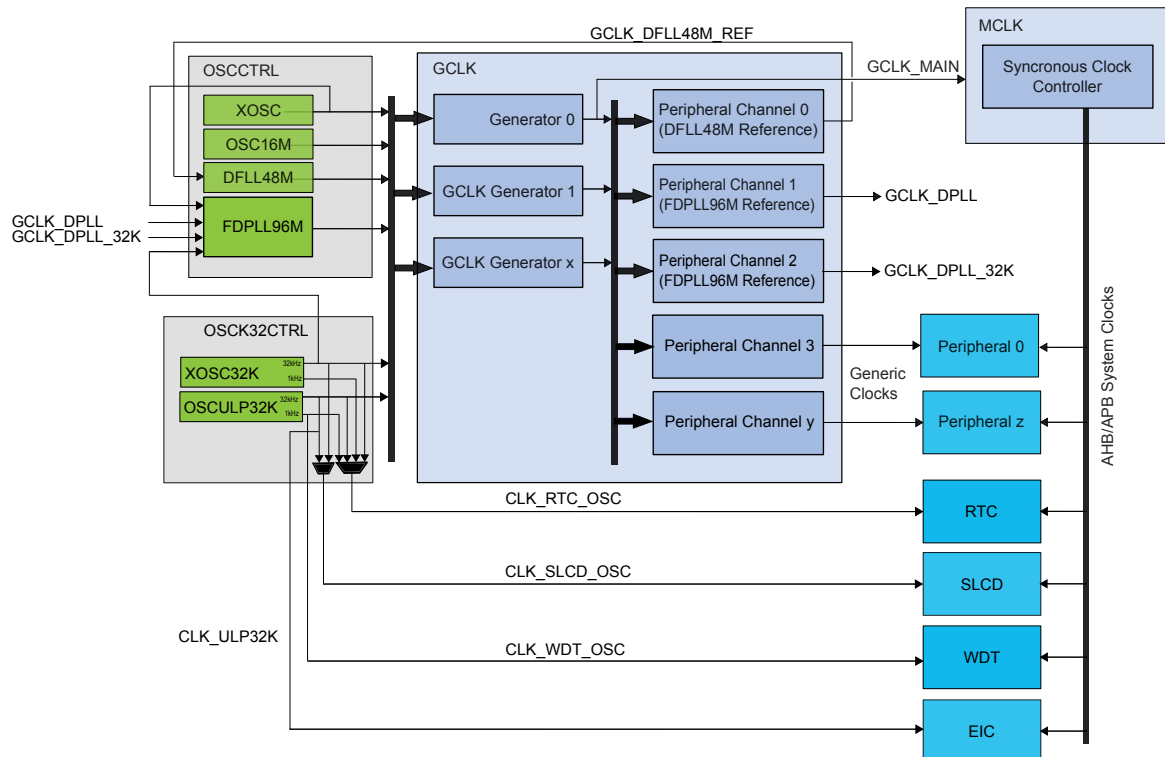 GCLK_DFLL48M_REF
MCLK
OSCCTRL
GCLK
GCLK_MAIN
Syncronous Clock
Controller
XOSC
OSC16M
DFLL48M
FDPLL96M
GCLK_DPLL
GCLK_DPLL_32K
Generator 0
GCLK Generator 1
GCLK Generator x
Peripheral Channel 0
(DFLL48M Reference)
Peripheral Channel 1
(FDPLL96M Reference)
Peripheral Channel 2
(FDPLL96M Reference)
Peripheral Channel 3
Peripheral Channel y
GCLK_DPLL
GCLK_DPLL_32K
Generic
Clocks
Peripheral 0
Peripheral z
AHB/APB System Clocks
OSCK32CTRL
XOSC32K
32kHz
1kHz
OSCULP32K
32kHz
1kHz
CLK_RTC_OSC
RTC
CLK_SLCD_OSC
SLCD
CLK_ULP32K
CLK_WDT_OSC
WDT
EIC